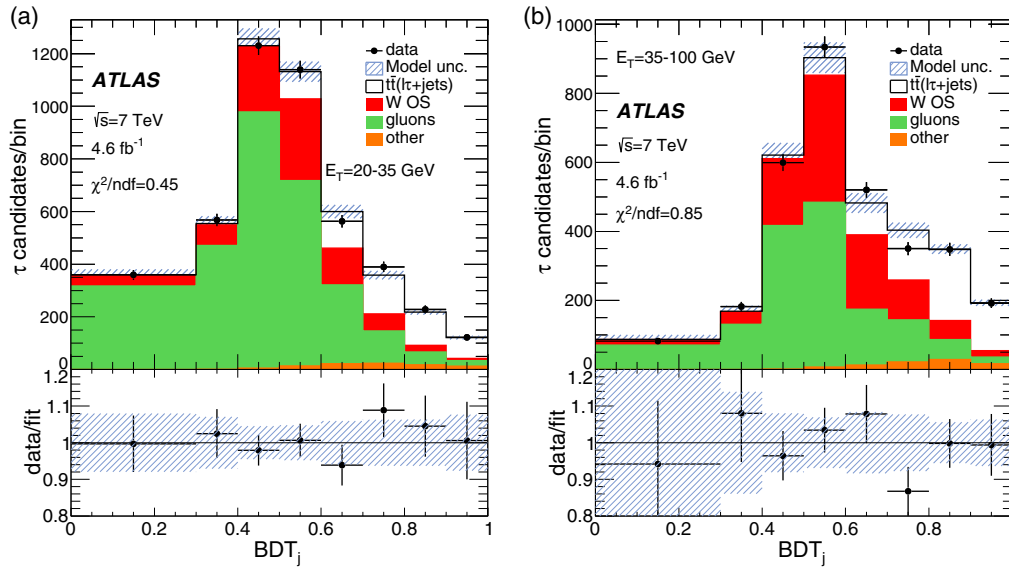 (a)
τ candidates/bin
1200
1000
800
600
400
200
0
ATLAS
√s=7 TeV
4.6 fb⁻¹
χ²/ndf=0.45
data
Model unc.
tt̄(lτ+jets)
W OS
gluons
other
E_T=20-35 GeV
data/fit
1.2
1.1
1
0.9
0.8
0 0.2 0.4 0.6 0.8 1
BDT_j
(b)
τ candidates/bin
1000
800
600
400
200
0
E_T=35-100 GeV
ATLAS
√s=7 TeV
4.6 fb⁻¹
χ²/ndf=0.85
data
Model unc.
tt̄(lτ+jets)
W OS
gluons
other
data/fit
1.2
1.1
1
0.9
0.8
0 0.2 0.4 0.6 0.8
BDT_j